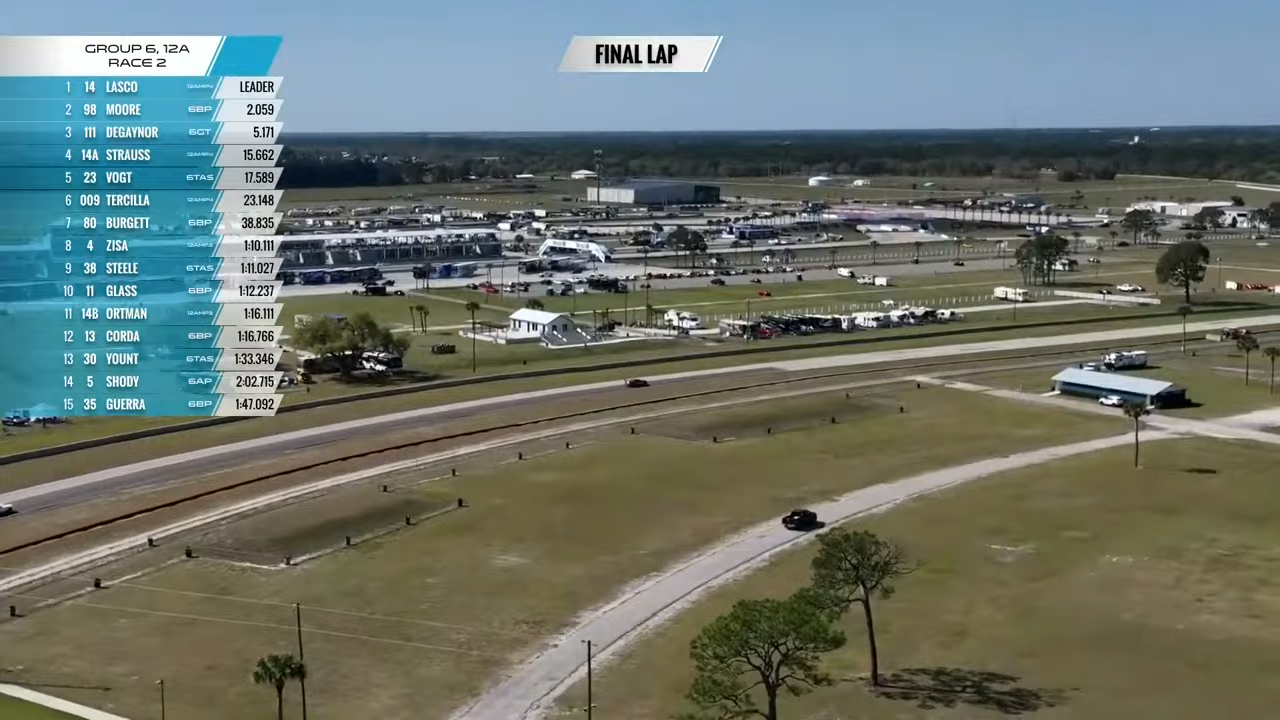 GROUP 6, 12A
RACE 2
FINAL LAP
1 14 LASCO 12AMP4 LEADER
2 98 MOORE 6BP 2.059
3 111 DEGAYNOR 6GT 5.171
4 14A STRAUSS 12AMP4 15.662
5 23 VOGT 6TAS 17.589
6 009 TERCILLA 12AMP4 23.148
7 80 BURGETT 6BP 38.835
8 4 ZISA 12AMP2 1:10.111
9 38 STEELE 6TAS 1:11.027
10 11 GLASS 6BP 1:12.237
11 14B ORTMAN 12AMP3 1:16.111
12 13 CORDA 6BP 1:16.766
13 30 YOUNT 6TAS 1:33.346
14 5 SHODY 6AP 2:02.715
15 35 GUERRA 6BP 1:47.092